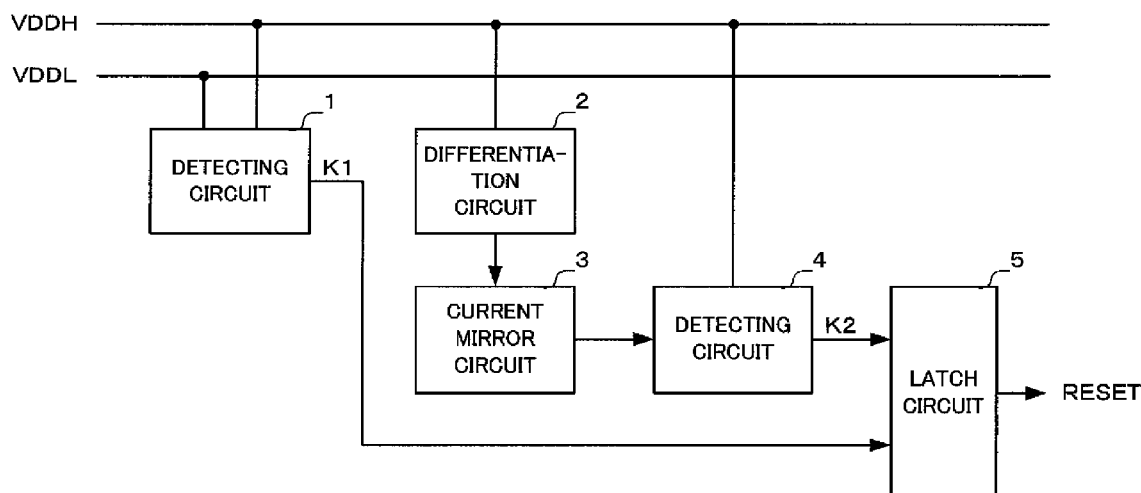 VDDH
VDDL
1
DETECTING
CIRCUIT
K1
2
DIFFERENTIA-
TION
CIRCUIT
3
CURRENT
MIRROR
CIRCUIT
4
DETECTING
CIRCUIT
K2
5
LATCH
CIRCUIT
RESET